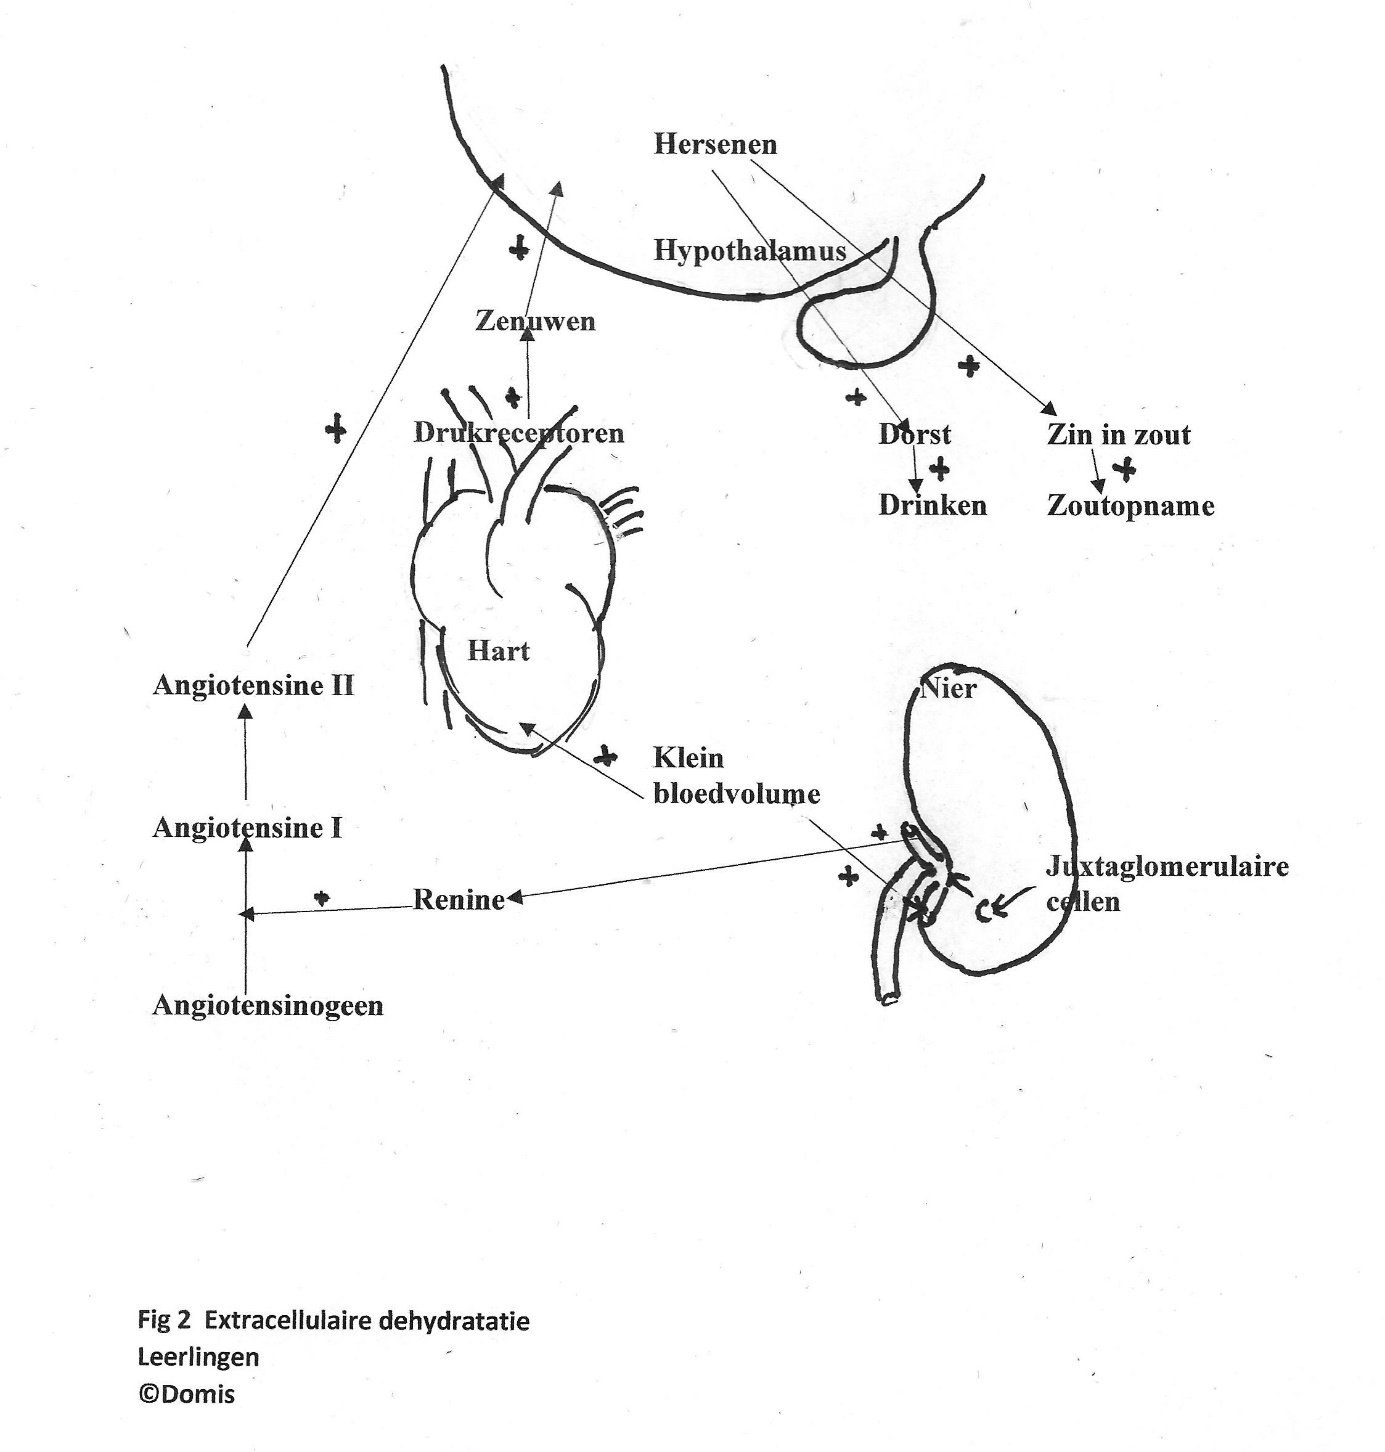 Hersenen
Hypothalamus
Zenuwen
Drukreceptoren
Dorst
Zin in zout
Drinken
Zoutopname
Hart
Angiotensine II
Nier
Klein
bloedvolume
Angiotensine I
Juxtaglomerulaire
cellen
Renine
Angiotensinogeen
Fig 2 Extracellulaire dehydratatie
Leerlingen
©Domis